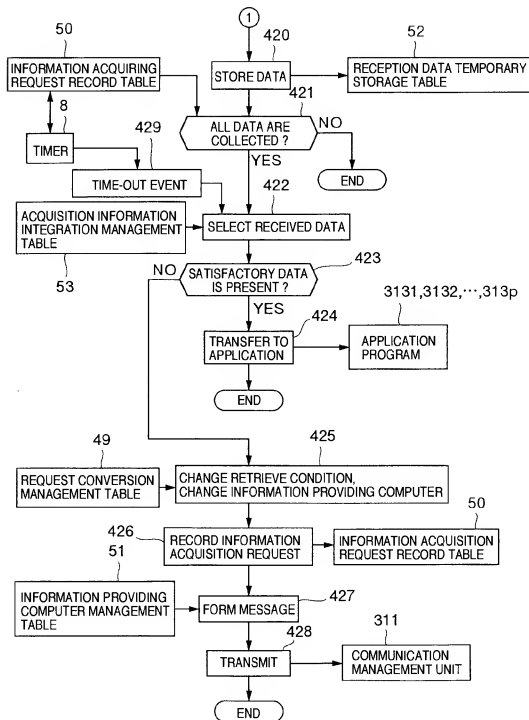 1
50
420
52
INFORMATION ACQUIRING
REQUEST RECORD TABLE
STORE DATA
RECEPTION DATA TEMPORARY
STORAGE TABLE
8
421
ALL DATA ARE
COLLECTED ?
NO
TIMER
429
YES
END
TIME-OUT EVENT
422
ACQUISITION INFORMATION
INTEGRATION MANAGEMENT
TABLE
SELECT RECEIVED DATA
53
423
NO
SATISFACTORY DATA
IS PRESENT ?
YES
424
3131,3132,···,313p
TRANSFER TO
APPLICATION
APPLICATION
PROGRAM
END
49
425
REQUEST CONVERSION
MANAGEMENT TABLE
CHANGE RETRIEVE CONDITION,
CHANGE INFORMATION PROVIDING COMPUTER
426
50
RECORD INFORMATION
ACQUISITION REQUEST
INFORMATION ACQUISITION
REQUEST RECORD TABLE
51
INFORMATION PROVIDING
COMPUTER MANAGEMENT
TABLE
FORM MESSAGE
427
428
311
TRANSMIT
COMMUNICATION
MANAGEMENT UNIT
END